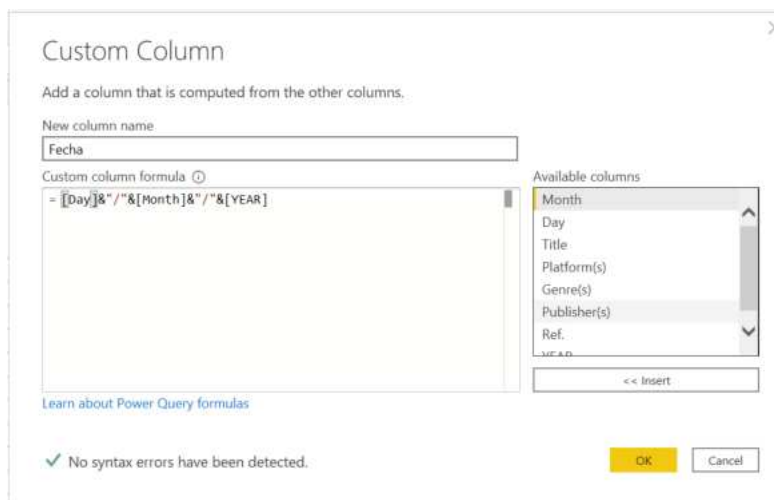 Custom Column
Add a column that is computed from the other columns.
New column name
Fecha
Custom column formula
= [Day]&"/"&[Month]&"/"&[YEAR]
Available columns
Month
Day
Title
Platform(s)
Genre(s)
Publisher(s)
Ref.
YEAR
<< Insert
Learn about Power Query formulas
No syntax errors have been detected.
OK
Cancel